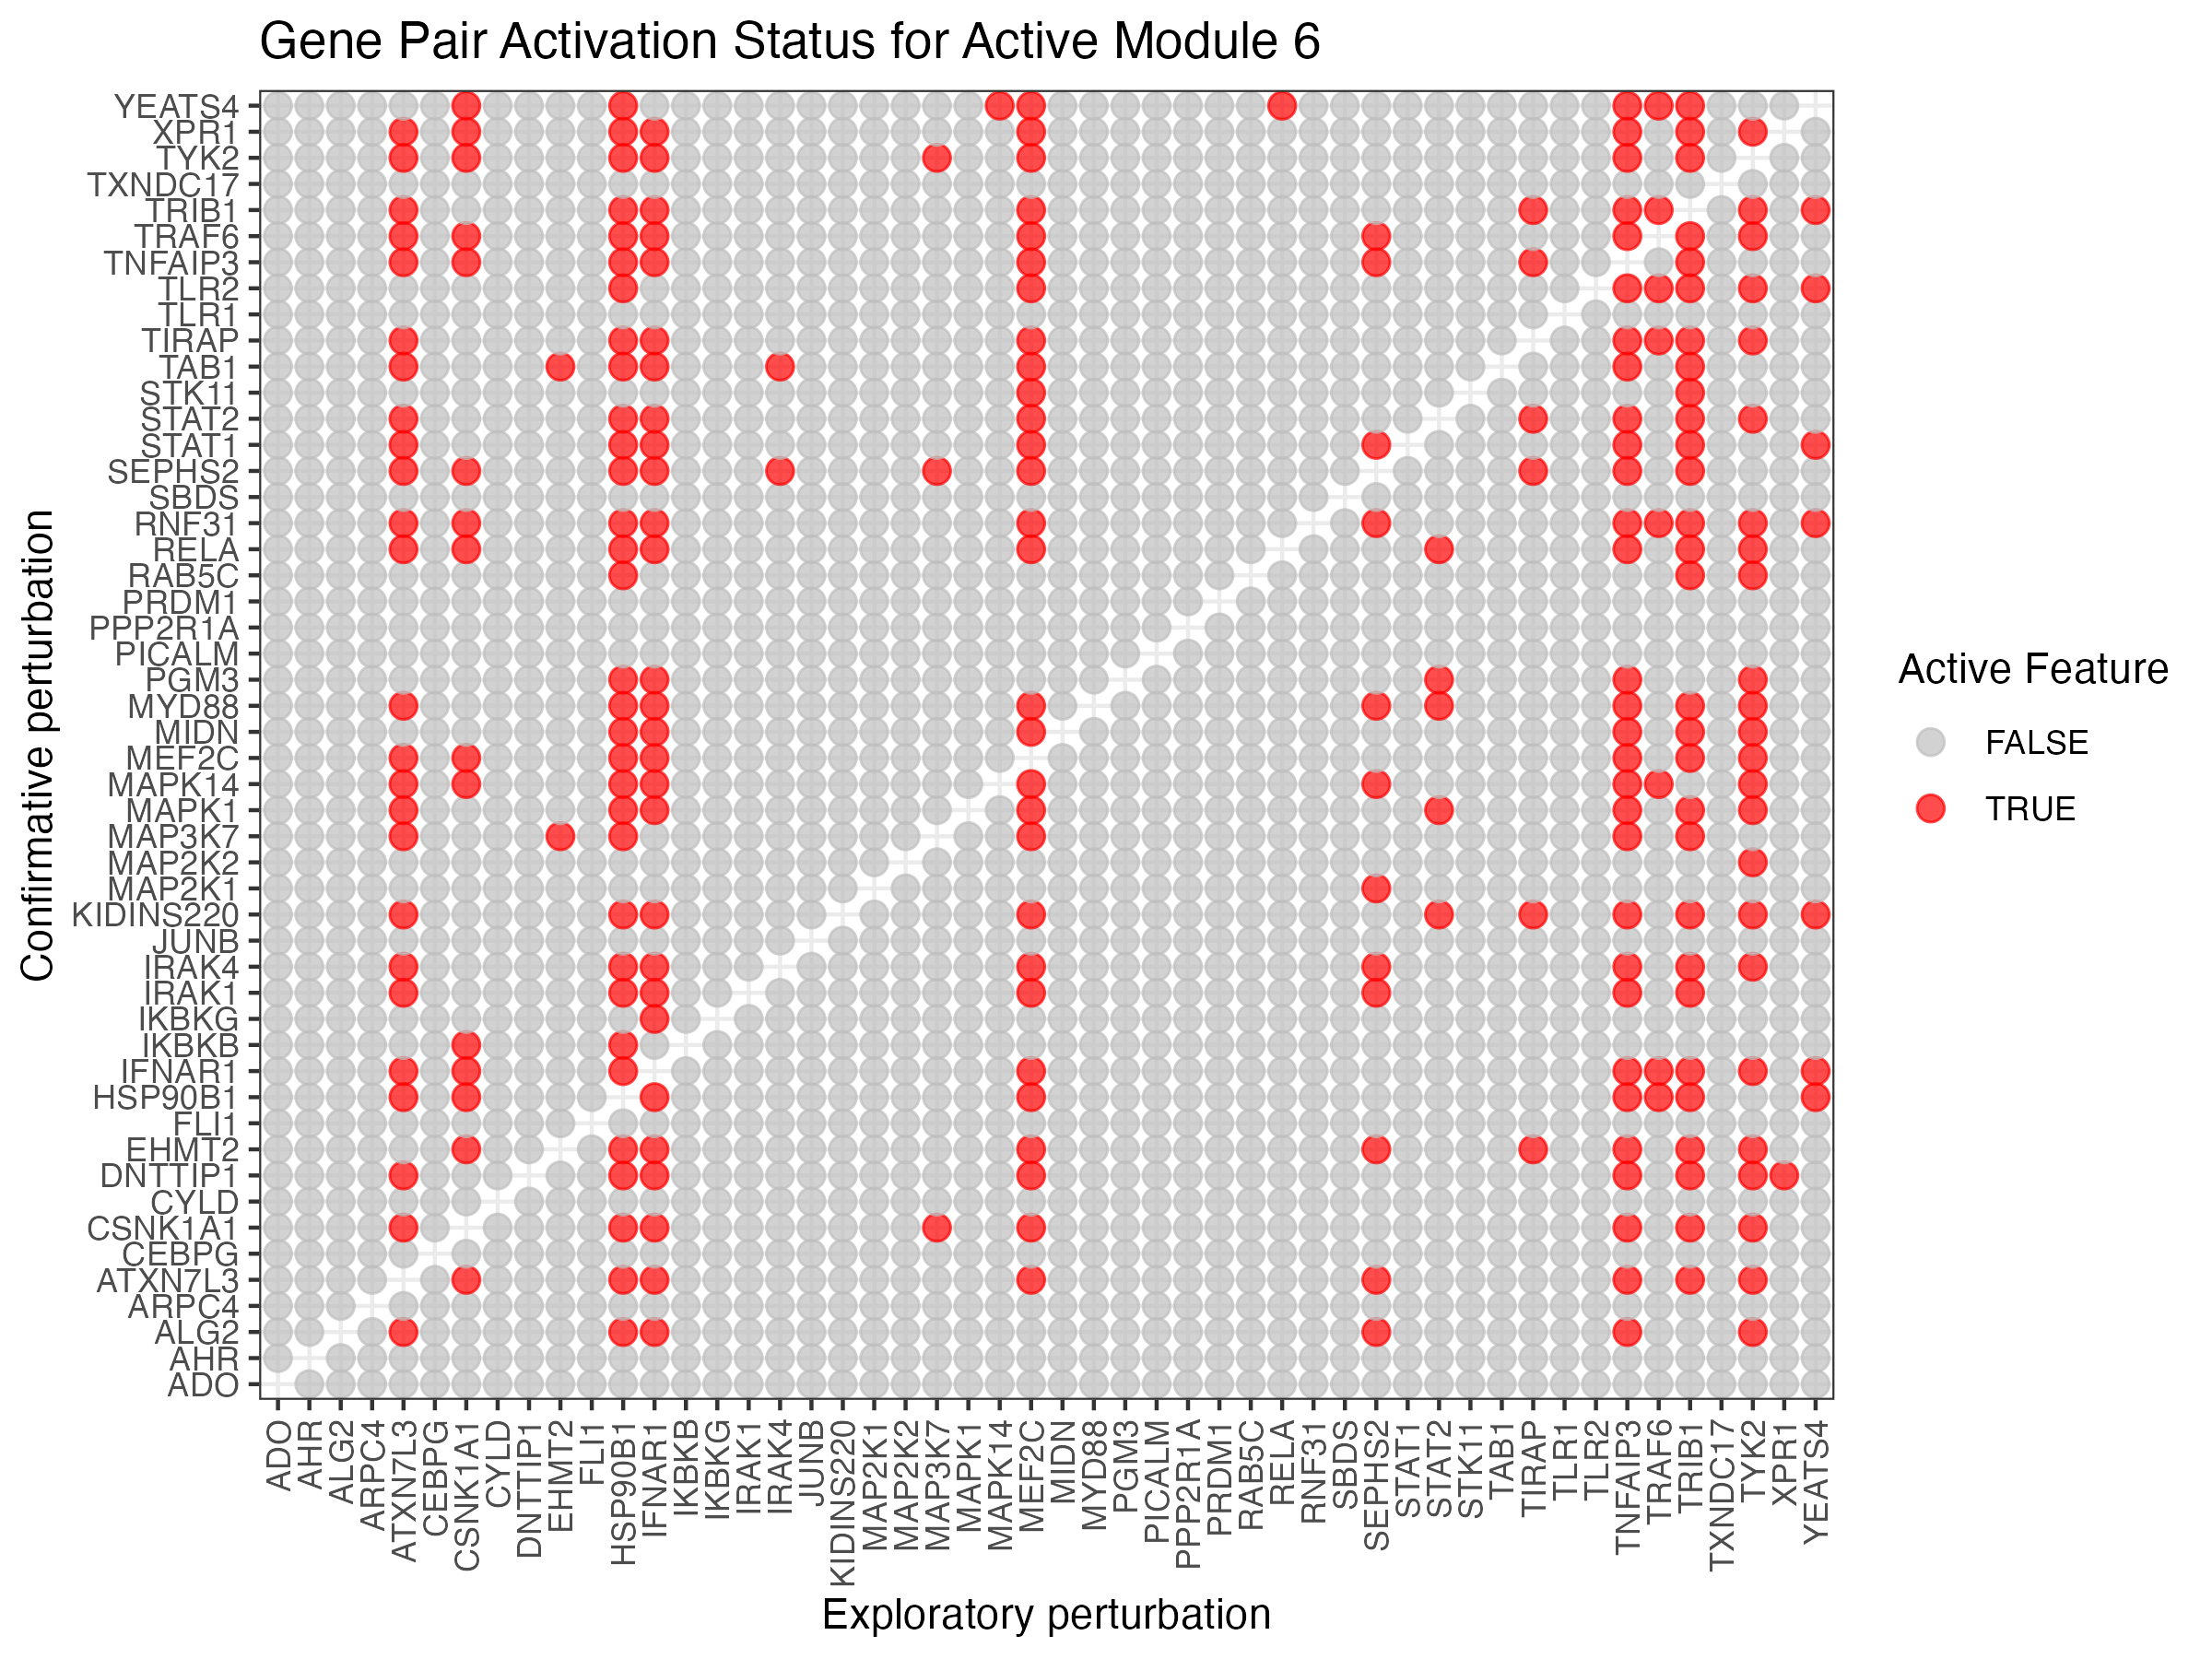 Gene Pair Activation Status for Active Module 6
Confirmative perturbation
YEATS4
XPR1
TYK2
TXNDC17
TRIB1
TRAF6
TNFAIP3
TLR2
TLR1
TIRAP
TAB1
STK11
STAT2
STAT1
SEPHS2
SBDS
RNF31
RELA
RAB5C
PRDM1
PPP2R1A
PICALM
PGM3
MYD88
MIDN
MEF2C
MAPK14
MAPK1
MAP3K7
MAP2K2
MAP2K1
KIDINS220
JUNB
IRAK4
IRAK1
IKBKG
IKBKB
IFNAR1
HSP90B1
FLI1
EHMT2
DNTTIP1
CYLD
CSNK1A1
CEBPG
ATXN7L3
ARPC4
ALG2
AHR
ADO
ADO
AHR
ALG2
ARPC4
ATXN7L3
CEBPG
CSNK1A1
CYLD
DNTTIP1
EHMT2
FLI1
HSP90B1
IFNAR1
IKBKB
IKBKG
IRAK1
IRAK4
JUNB
KIDINS220
MAP2K1
MAP2K2
MAP3K7
MAPK1
MAPK14
MEF2C
MIDN
MYD88
PGM3
PICALM
PPP2R1A
PRDM1
RAB5C
RELA
RNF31
SBDS
SEPHS2
STAT1
STAT2
STK11
TAB1
TIRAP
TLR1
TLR2
TNFAIP3
TRAF6
TRIB1
TXNDC17
TYK2
XPR1
YEATS4
Exploratory perturbation
Active Feature
FALSE
TRUE